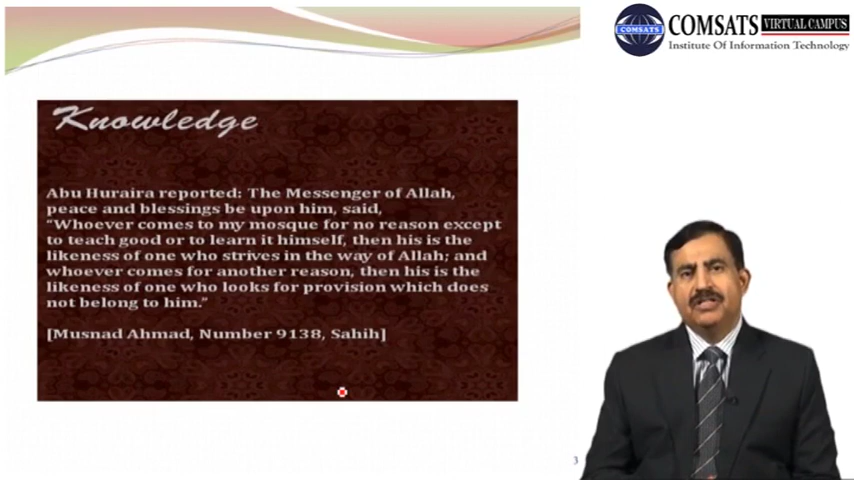 COMSATS VIRTUAL CAMPUS
COMSATS
Institute Of Information Technology
Knowledge
Abu Huraira reported: The Messenger of Allah,
peace and blessings be upon him, said,
“Whoever comes to my mosque for no reason except
to teach good or to learn it himself, then his is the
likeness of one who strives in the way of Allah; and
whoever comes for another reason, then his is the
likeness of one who looks for provision which does
not belong to him.”
[Musnad Ahmad, Number 9138, Sahih]
3